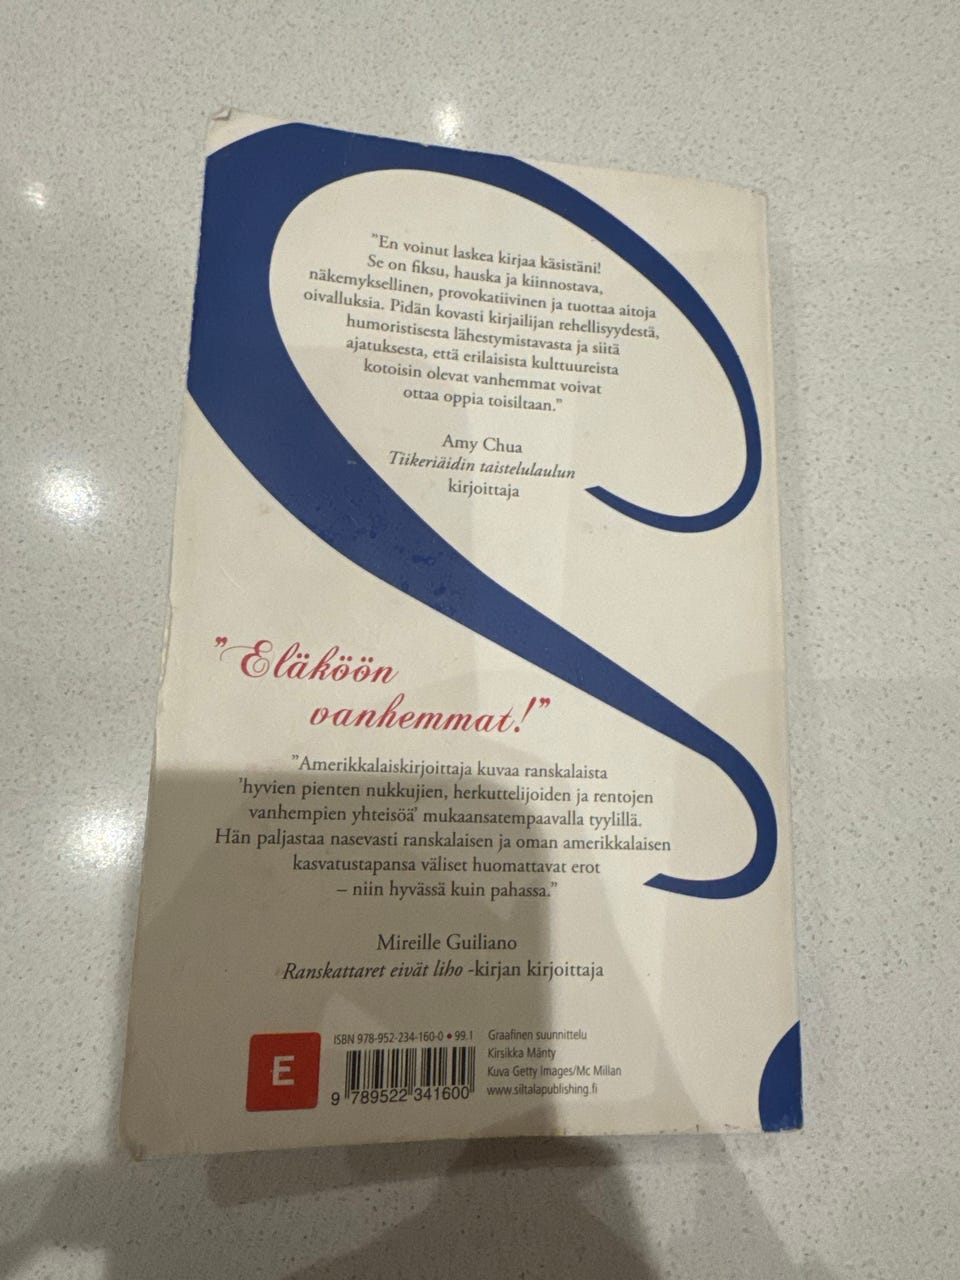 ”En voinut laskea kirjaa käsistäni!
Se on fiksu, hauska ja kiinnostava,
näkemyksellinen, provokatiivinen ja tuottaa aitoja
oivalluksia. Pidän kovasti kirjailijan rehellisyydestä,
humoristisesta lähestymistavasta ja siitä
ajatuksesta, että erilaisista kulttuureista
kotoisin olevat vanhemmat voivat
ottaa oppia toisiltaan.”
Amy Chua
Tiikeriäidin taistelulaulun
kirjoittaja
”Eläköön
vanhemmat!”
”Amerikkalaiskirjoittaja kuvaa ranskalaista
’hyvien pienten nukkujien, herkuttelijoiden ja rentojen
vanhempien yhteisöä’ mukaansatempaavalla tyylillä.
Hän paljastaa nasevasti ranskalaisen ja oman amerikkalaisen
kasvatustapansa väliset huomattavat erot
– niin hyvässä kuin pahassa.”
Mireille Guiliano
Ranskattaret eivät liho -kirjan kirjoittaja
E
ISBN 978-952-234-160-0 • 99.1
9 789522 341600
Graafinen suunnittelu
Kirsikka Mänty
Kuva Getty Images/Mc Millan
www.siltalapublishing.fi